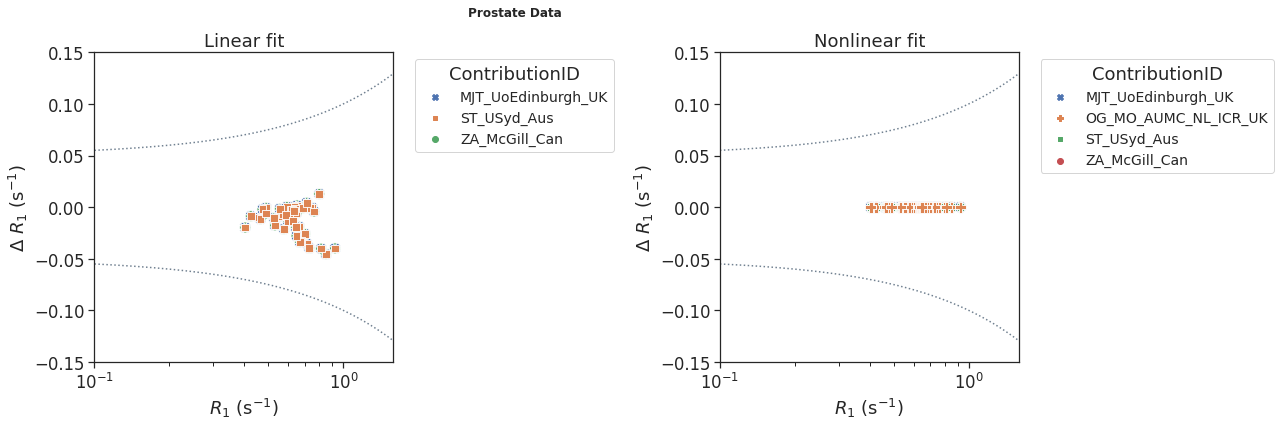 Prostate Data
Linear fit
0.15
0.10
0.05
0.00
−0.05
−0.10
−0.15
Δ R₁ (s⁻¹)
10⁻¹
10⁰
R₁ (s⁻¹)
ContributionID
MJT_UoEdinburgh_UK
ST_USyd_Aus
ZA_McGill_Can
Nonlinear fit
0.15
0.10
0.05
0.00
−0.05
−0.10
−0.15
Δ R₁ (s⁻¹)
10⁻¹
10⁰
R₁ (s⁻¹)
ContributionID
MJT_UoEdinburgh_UK
OG_MO_AUMC_NL_ICR_UK
ST_USyd_Aus
ZA_McGill_Can